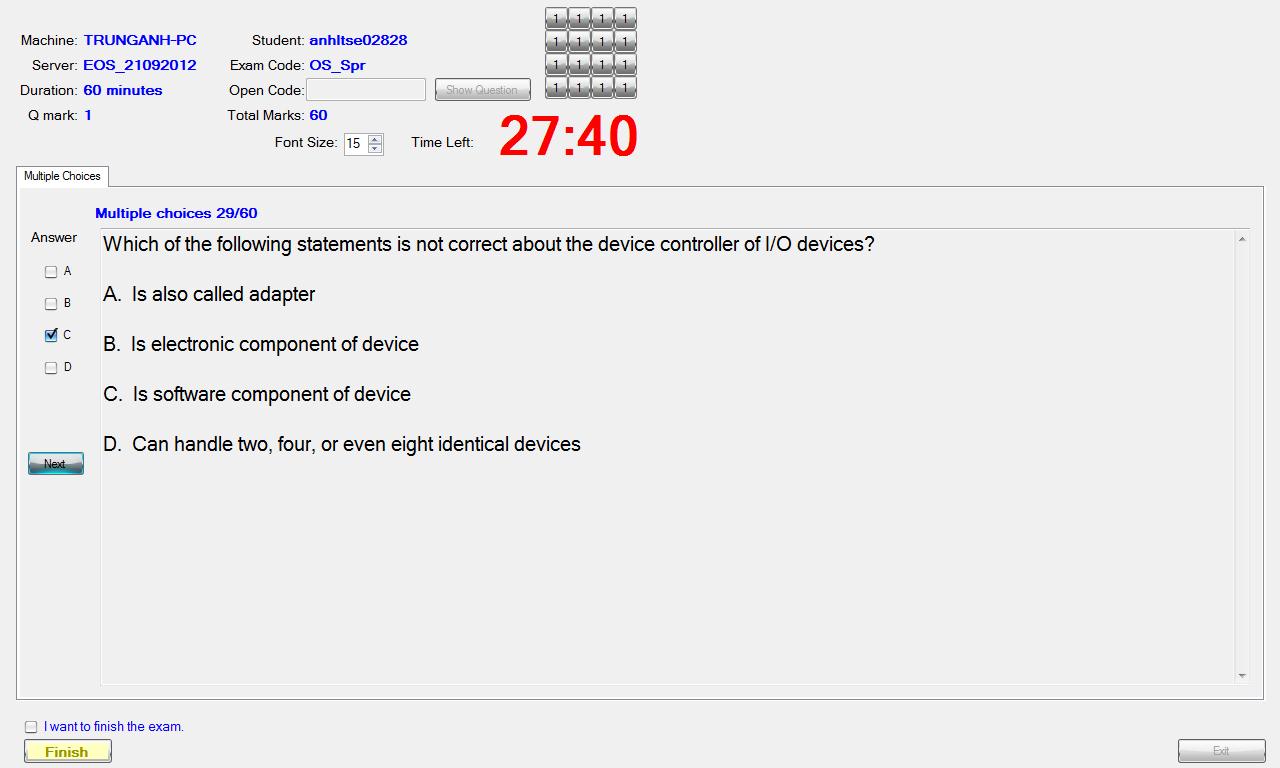 Machine: TRUNGANH-PC Student: anhltse02828
Server: EOS_21092012 Exam Code: OS_Spr
Duration: 60 minutes Open Code: Show Question
Q mark: 1 Total Marks: 60
Font Size: 15 Time Left: 27:40
1 1 1 1
1 1 1 1
1 1 1 1
1 1 1 1
Multiple Choices
Multiple choices 29/60
Answer
A
B
C
D
Next
Which of the following statements is not correct about the device controller of I/O devices?
A. Is also called adapter
B. Is electronic component of device
C. Is software component of device
D. Can handle two, four, or even eight identical devices
I want to finish the exam.
Finish
Exit